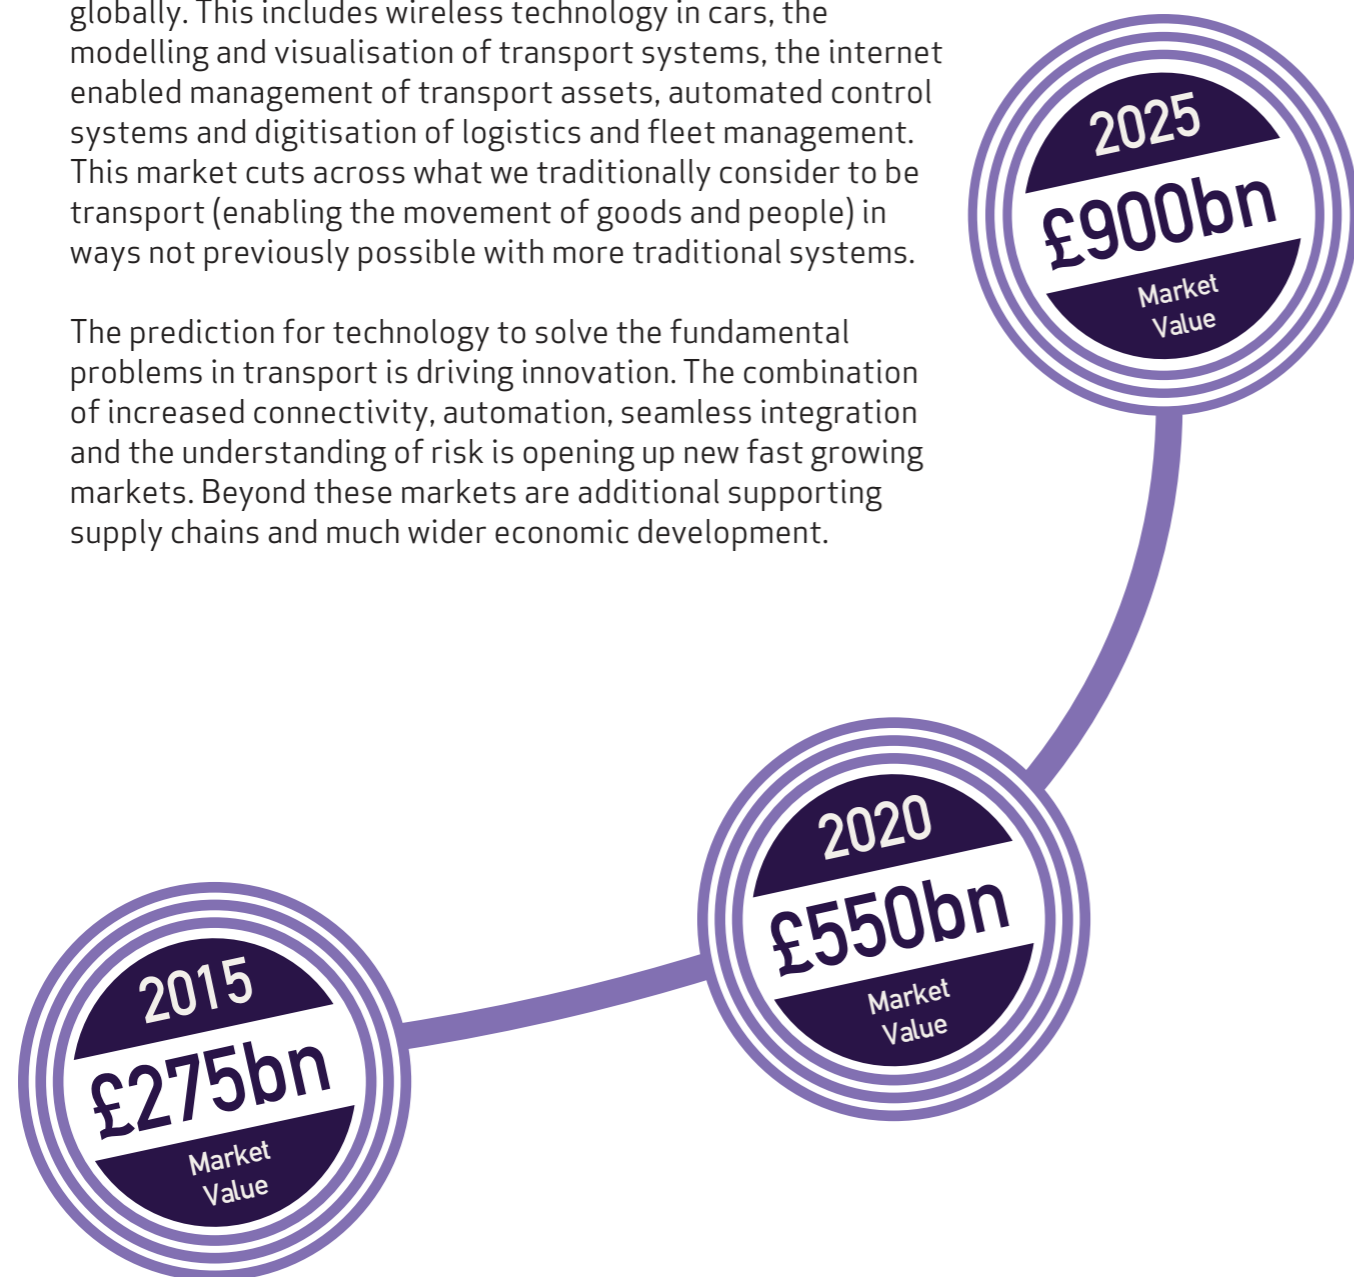 globally. This includes wireless technology in cars, the
modelling and visualisation of transport systems, the internet
enabled management of transport assets, automated control
systems and digitisation of logistics and fleet management.
This market cuts across what we traditionally consider to be
transport (enabling the movement of goods and people) in
ways not previously possible with more traditional systems.
The prediction for technology to solve the fundamental
problems in transport is driving innovation. The combination
of increased connectivity, automation, seamless integration
and the understanding of risk is opening up new fast growing
markets. Beyond these markets are additional supporting
supply chains and much wider economic development.
2025
£900bn
Market
Value
2020
£550bn
Market
Value
2015
£275bn
Market
Value